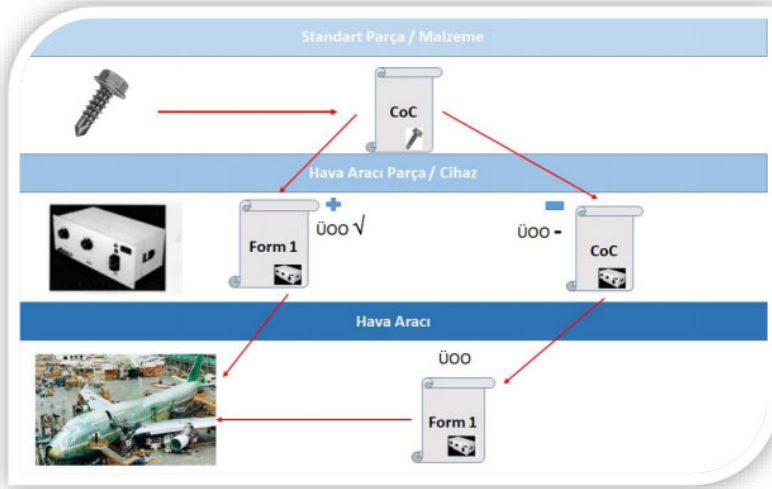 Standart Parça / Malzeme
CoC
Hava Aracı Parça / Cihaz
Form 1
ÜOO √
ÜOO -
CoC
Hava Aracı
ÜOO
Form 1